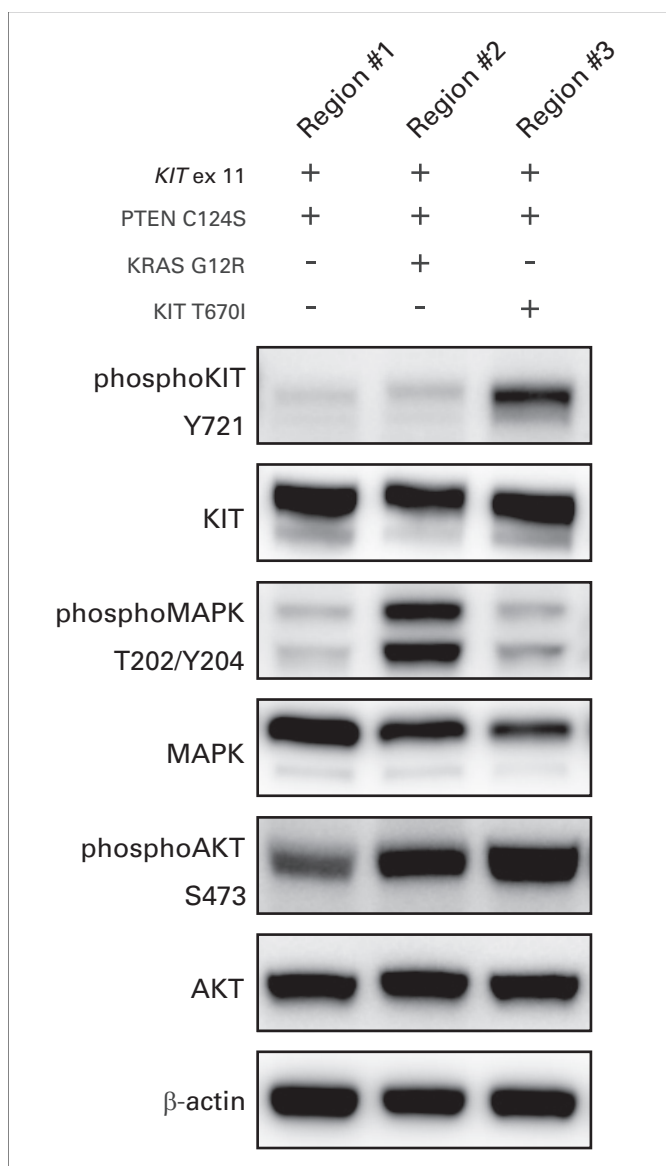 Region #1 Region #2 Region #3
KIT ex 11 + + +
PTEN C124S + + +
KRAS G12R - + -
KIT T670I - - +
phosphoKIT
Y721
KIT
phosphoMAPK
T202/Y204
MAPK
phosphoAKT
S473
AKT
β-actin